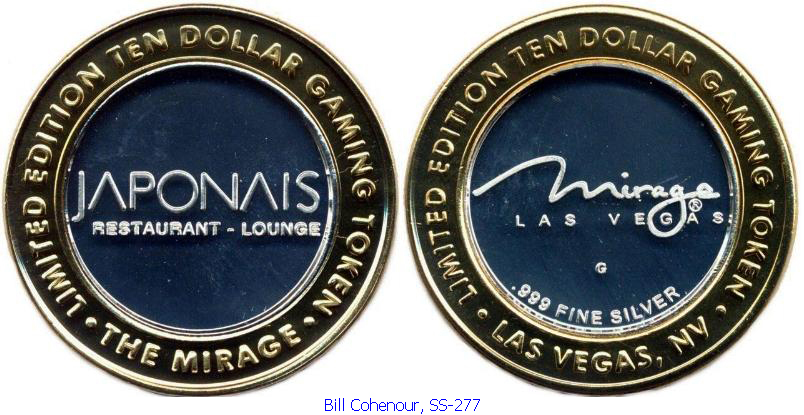 LIMITED EDITION TEN DOLLAR GAMING TOKEN
JAPONAIS
RESTAURANT - LOUNGE
• THE MIRAGE •
LIMITED EDITION TEN DOLLAR GAMING TOKEN
Mirage®
LAS VEGAS
G
.999 FINE SILVER
• LAS VEGAS, NV •
Bill Cohenour, SS-277